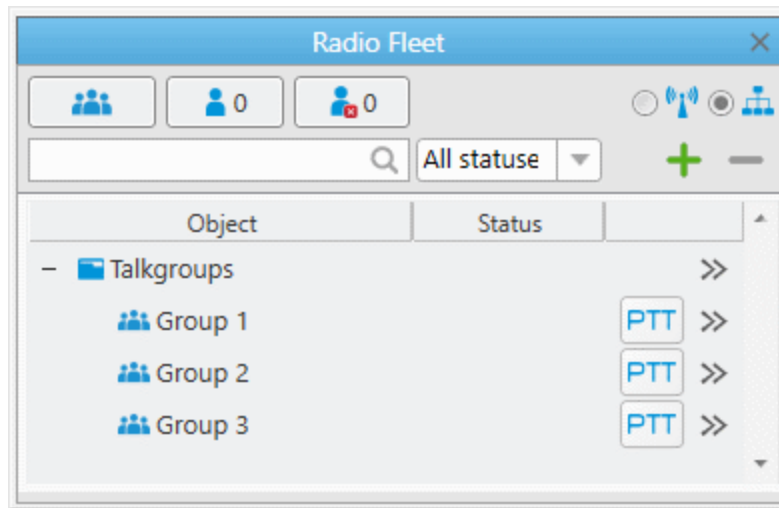 Radio Fleet
0 0
All statuse
Object Status
Talkgroups
Group 1 PTT
Group 2 PTT
Group 3 PTT